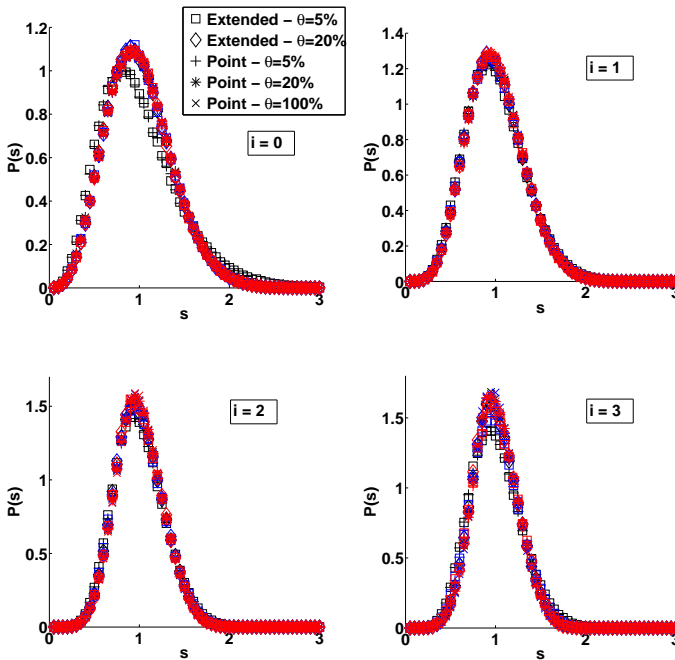 1.2
1
0.8
0.6
0.4
0.2
0
P(s)
0
1
2
3
s
□ Extended – θ=5%
◇ Extended – θ=20%
+ Point – θ=5%
∗ Point – θ=20%
× Point – θ=100%
i = 0
1.4
1.2
1
0.8
0.6
0.4
0.2
0
P(s)
0
1
2
3
s
i = 1
1.5
1
0.5
0
P(s)
0
1
2
3
s
i = 2
1.5
1
0.5
0
P(s)
0
1
2
3
s
i = 3